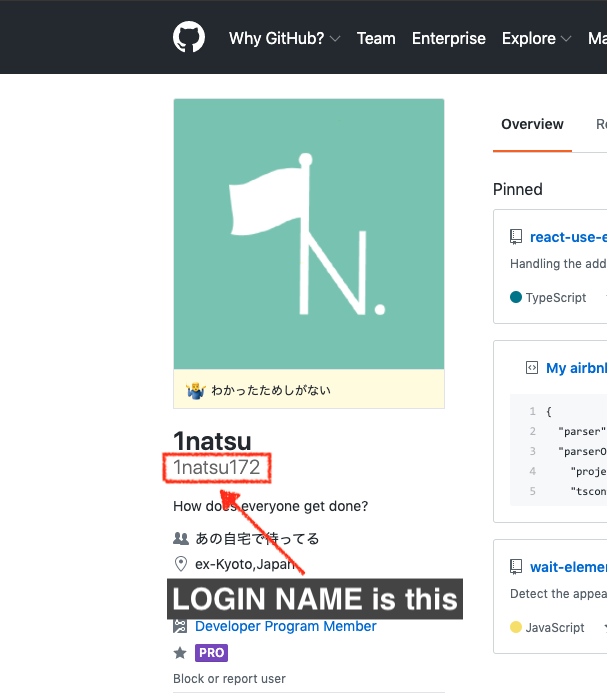 Why GitHub? Team Enterprise Explore
Overview
N.
Pinned
react-use-e
Handling the add
TypeScript
わかったためしがない
My airbnb
1 {
2 "parser"
3 "parserO
4 "proje
5 "tscon
1natsu
1natsu172
How does everyone get done?
あの自宅で待ってる
ex-Kyoto,Japan
wait-elemen
Detect the appea
JavaScript
LOGIN NAME is this
Developer Program Member
PRO
Block or report user